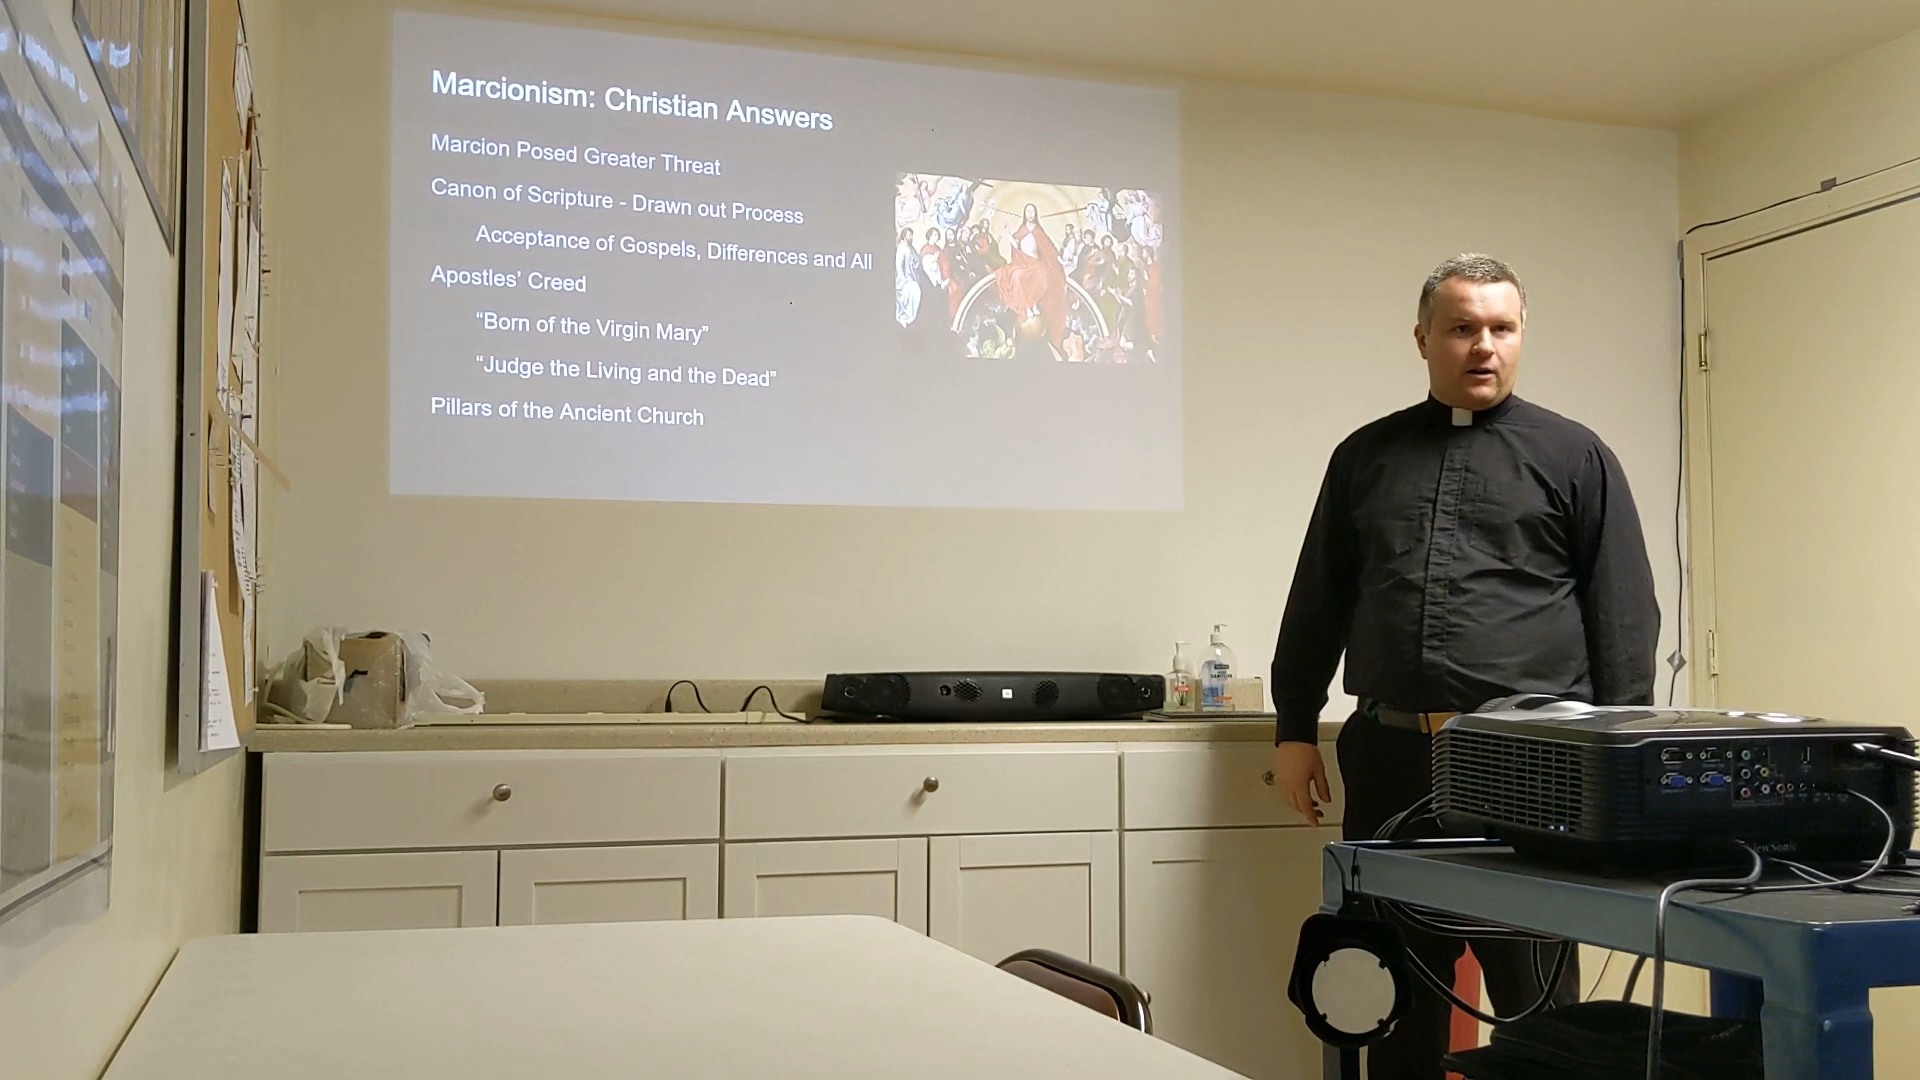 Marcionism: Christian Answers
Marcion Posed Greater Threat
Canon of Scripture - Drawn out Process
Acceptance of Gospels, Differences and All
Apostles' Creed
“Born of the Virgin Mary”
“Judge the Living and the Dead”
Pillars of the Ancient Church
ViewSonic